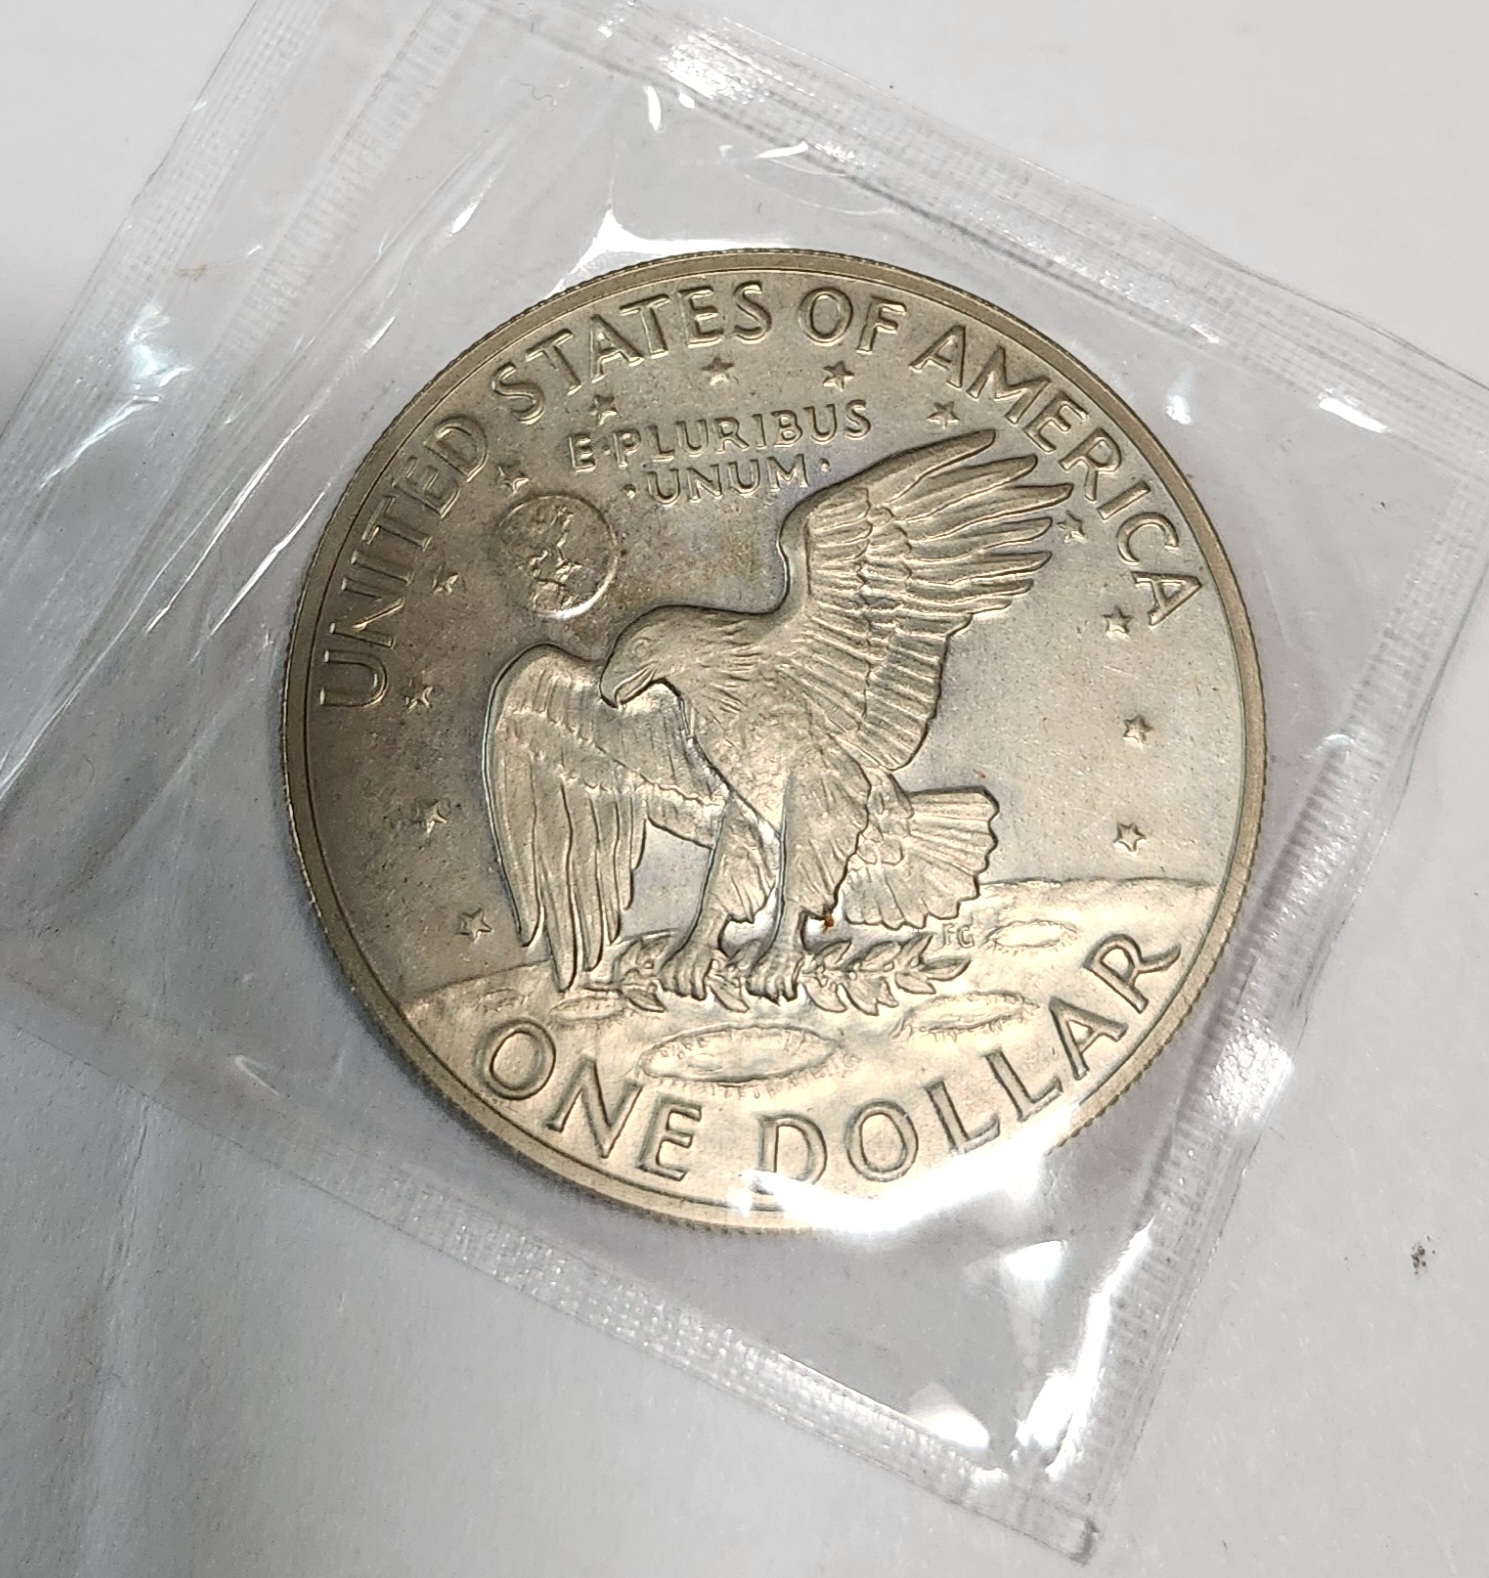 UNITED STATES OF AMERICA
E·PLURIBUS
·UNUM·
FG
ONE DOLLAR